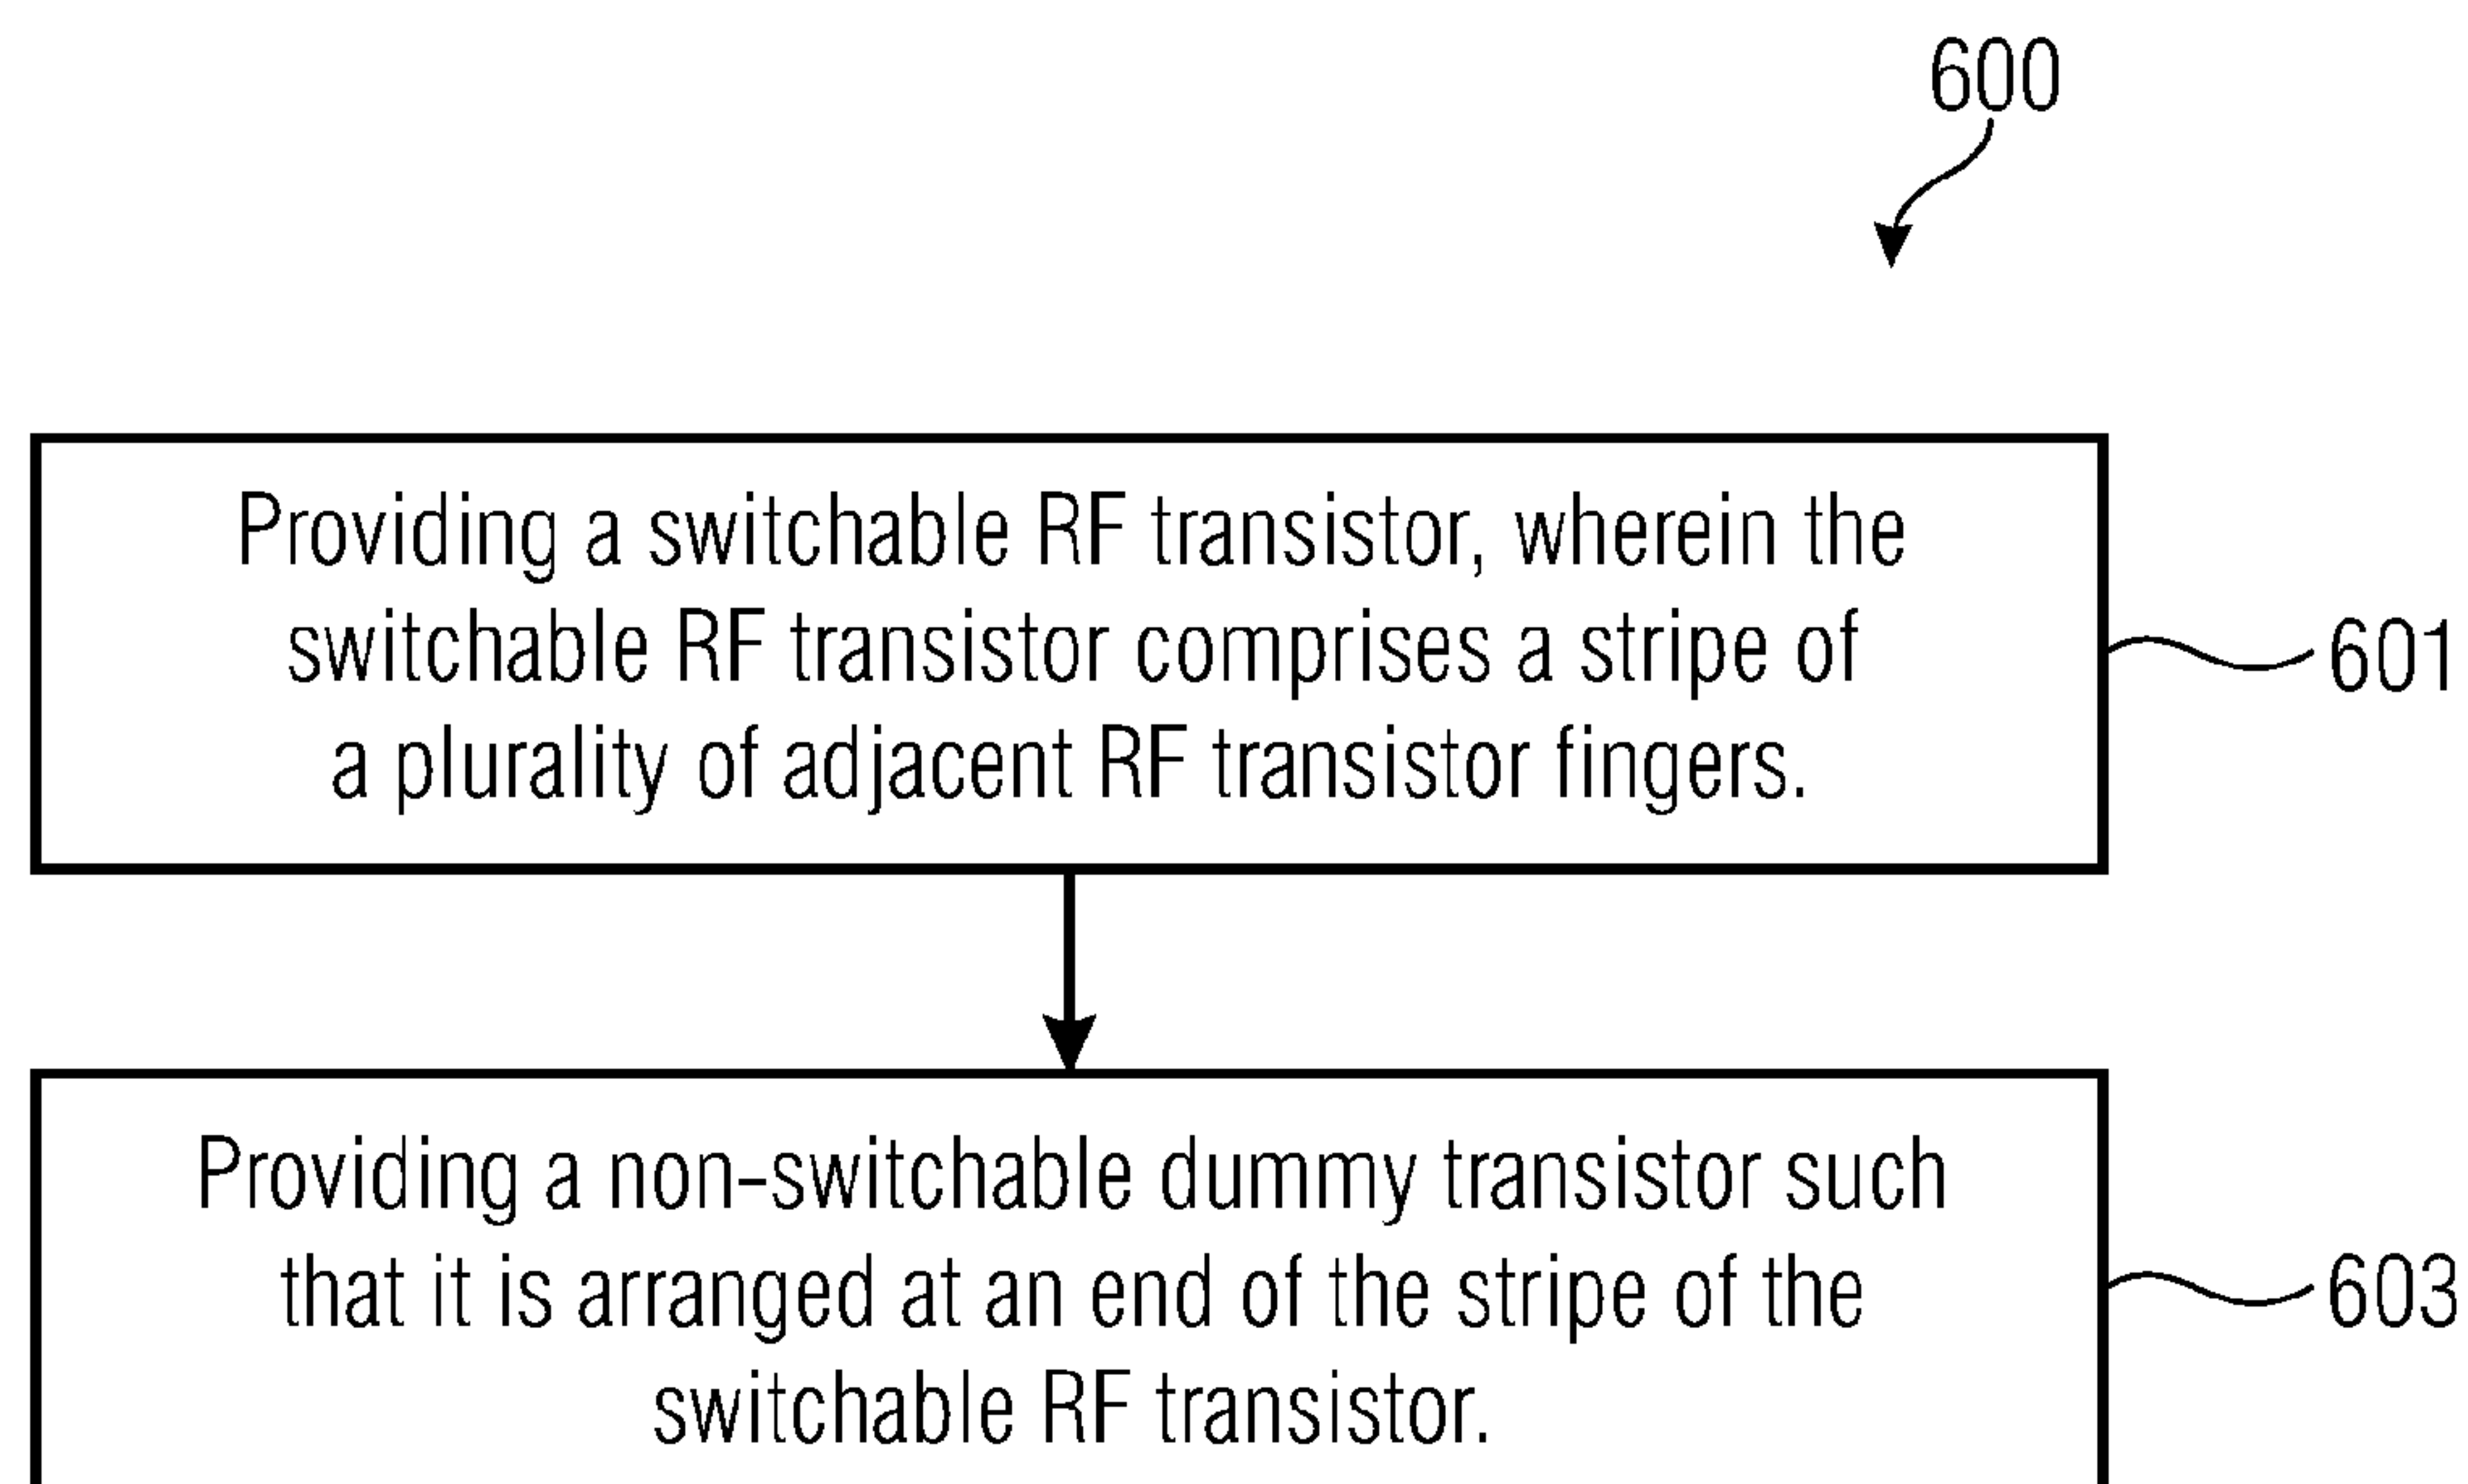 600
Providing a switchable RF transistor, wherein the
switchable RF transistor comprises a stripe of
a plurality of adjacent RF transistor fingers.
601
Providing a non-switchable dummy transistor such
that it is arranged at an end of the stripe of the
switchable RF transistor.
603